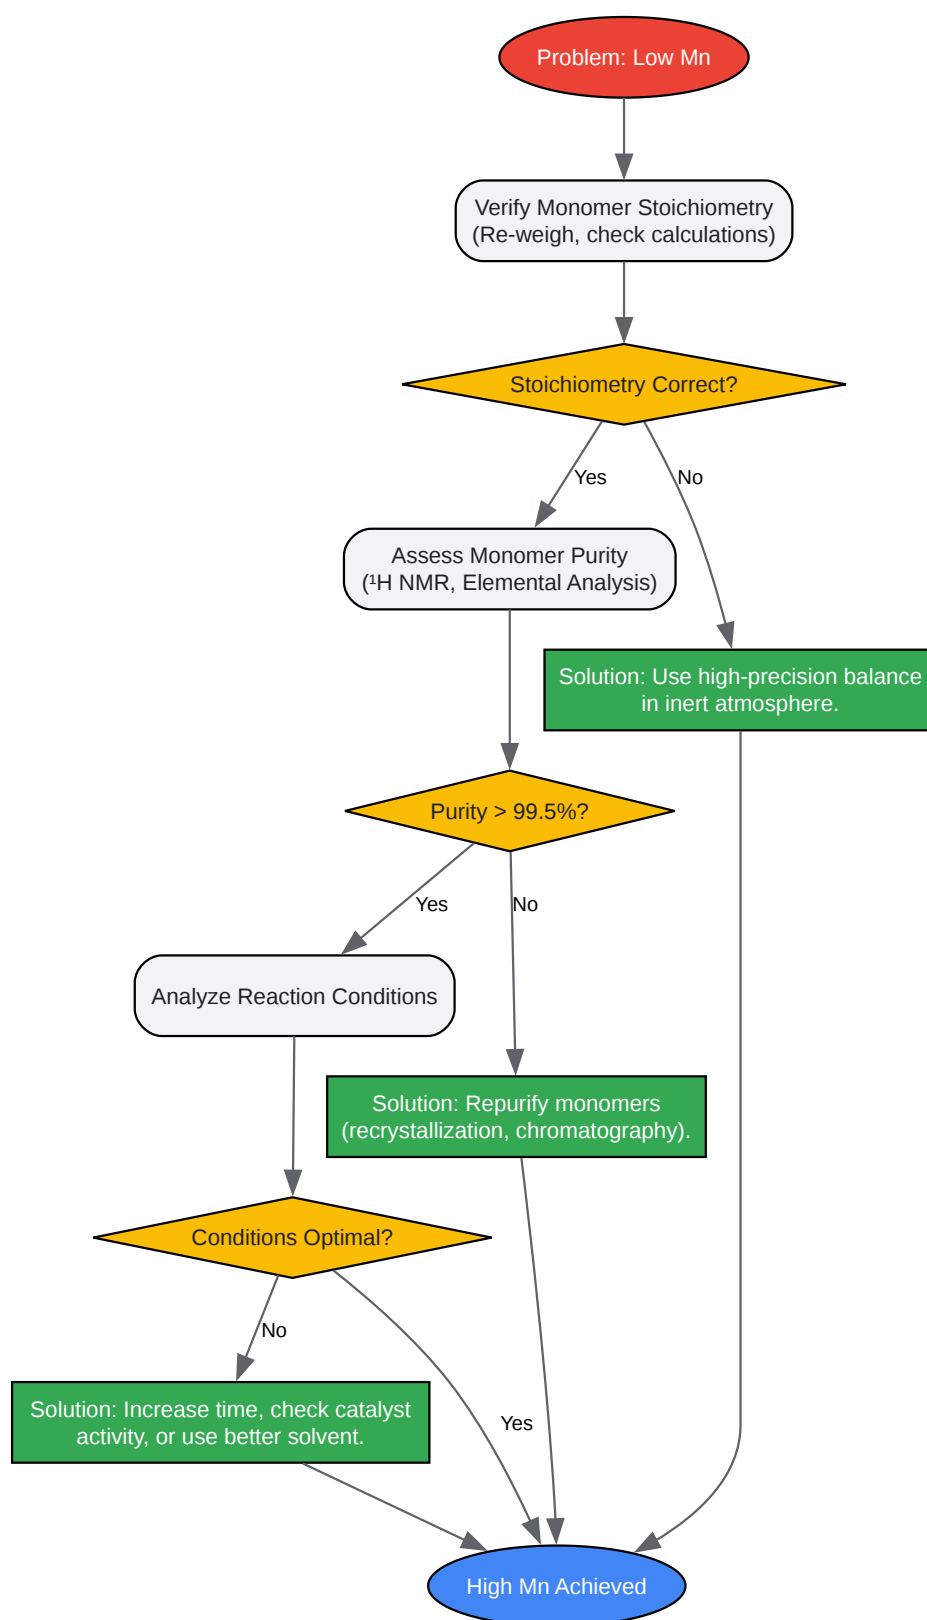 Problem: Low Mn
Verify Monomer Stoichiometry
(Re-weigh, check calculations)
Stoichiometry Correct?
Yes
No
Assess Monomer Purity
(¹H NMR, Elemental Analysis)
Solution: Use high-precision balance
in inert atmosphere.
Purity > 99.5%?
Yes
No
Analyze Reaction Conditions
Solution: Repurify monomers
(recrystallization, chromatography).
Conditions Optimal?
No
Yes
Solution: Increase time, check catalyst
activity, or use better solvent.
High Mn Achieved